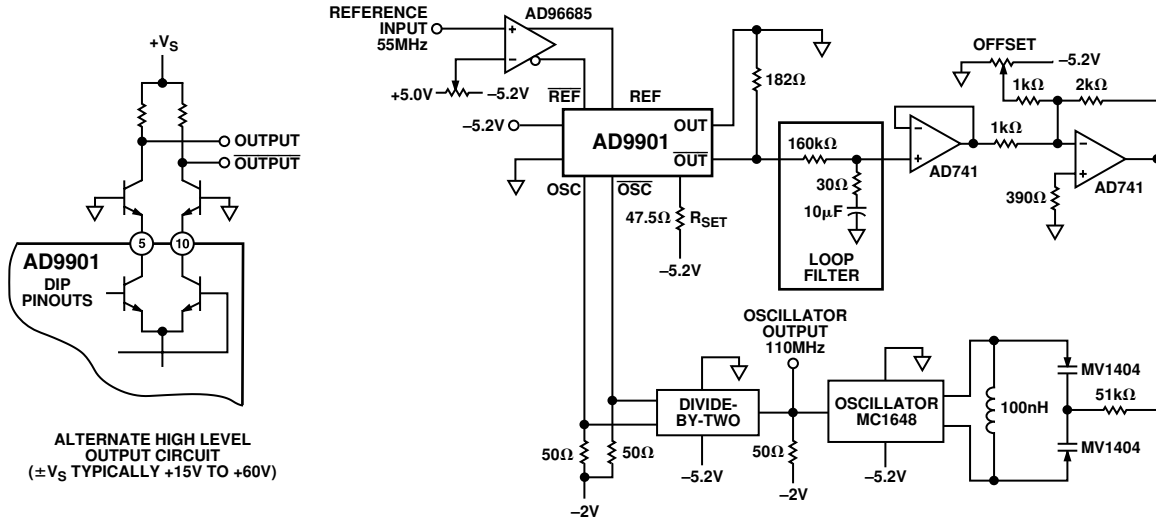 +VS
OUTPUT
OUTPUT
5
10
AD9901
DIP
PINOUTS
ALTERNATE HIGH LEVEL
OUTPUT CIRCUIT
(±VS TYPICALLY +15V TO +60V)
REFERENCE
INPUT
55MHz
AD96685
+
–
+5.0V
–5.2V
REF
REF
–5.2V
AD9901
OUT
OUT
OSC
OSC
47.5Ω
RSET
–5.2V
182Ω
160kΩ
30Ω
10µF
LOOP
FILTER
–
+
AD741
OFFSET
–5.2V
1kΩ
2kΩ
1kΩ
–
+
390Ω
AD741
OSCILLATOR
OUTPUT
110MHz
DIVIDE-
BY-TWO
–5.2V
50Ω
50Ω
–2V
50Ω
–2V
OSCILLATOR
MC1648
–5.2V
100nH
MV1404
51kΩ
MV1404